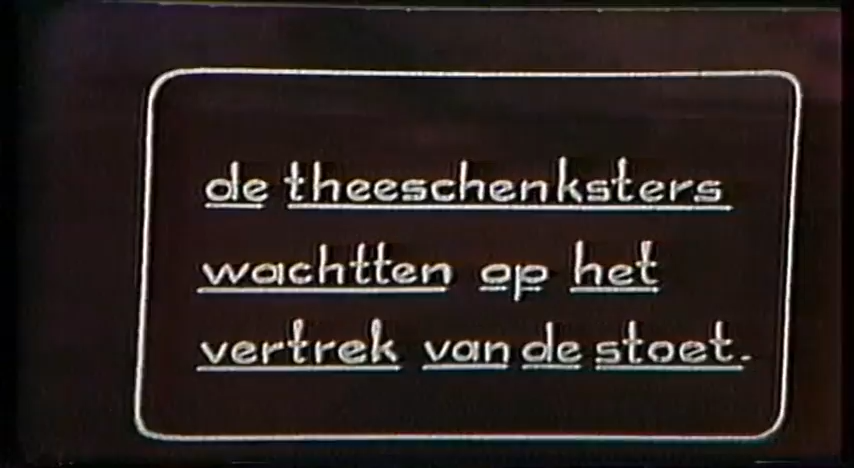 de theeschenksters
wachtten op het
vertrek van de stoet.